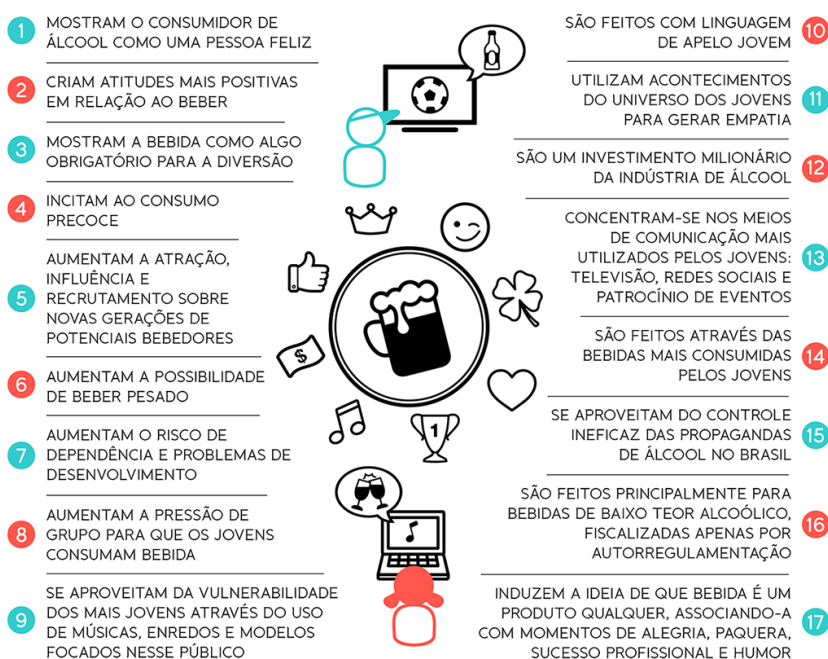 1
MOSTRAM O CONSUMIDOR DE
ÁLCOOL COMO UMA PESSOA FELIZ
2
CRIAM ATITUDES MAIS POSITIVAS
EM RELAÇÃO AO BEBER
3
MOSTRAM A BEBIDA COMO ALGO
OBRIGATÓRIO PARA A DIVERSÃO
4
INCITAM AO CONSUMO
PRECOCE
5
AUMENTAM A ATRAÇÃO,
INFLUÊNCIA E
RECRUTAMENTO SOBRE
NOVAS GERAÇÕES DE
POTENCIAIS BEBEDORES
6
AUMENTAM A POSSIBILIDADE
DE BEBER PESADO
7
AUMENTAM O RISCO DE
DEPENDÊNCIA E PROBLEMAS DE
DESENVOLVIMENTO
8
AUMENTAM A PRESSÃO DE
GRUPO PARA QUE OS JOVENS
CONSUMAM BEBIDA
9
SE APROVEITAM DA VULNERABILIDADE
DOS MAIS JOVENS ATRAVÉS DO USO
DE MÚSICAS, ENREDOS E MODELOS
FOCADOS NESSE PÚBLICO
$
1
10
SÃO FEITOS COM LINGUAGEM
DE APELO JOVEM
11
UTILIZAM ACONTECIMENTOS
DO UNIVERSO DOS JOVENS
PARA GERAR EMPATIA
12
SÃO UM INVESTIMENTO MILIONÁRIO
DA INDÚSTRIA DE ÁLCOOL
13
CONCENTRAM-SE NOS MEIOS
DE COMUNICAÇÃO MAIS
UTILIZADOS PELOS JOVENS:
TELEVISÃO, REDES SOCIAIS E
PATROCÍNIO DE EVENTOS
14
SÃO FEITOS ATRAVÉS DAS
BEBIDAS MAIS CONSUMIDAS
PELOS JOVENS
15
SE APROVEITAM DO CONTROLE
INEFICAZ DAS PROPAGANDAS
DE ÁLCOOL NO BRASIL
16
SÃO FEITOS PRINCIPALMENTE PARA
BEBIDAS DE BAIXO TEOR ALCOÓLICO,
FISCALIZADAS APENAS POR
AUTORREGULAMENTAÇÃO
17
INDUZEM A IDEIA DE QUE BEBIDA É UM
PRODUTO QUALQUER, ASSOCIANDO-A
COM MOMENTOS DE ALEGRIA, PAQUERA,
SUCESSO PROFISSIONAL E HUMOR